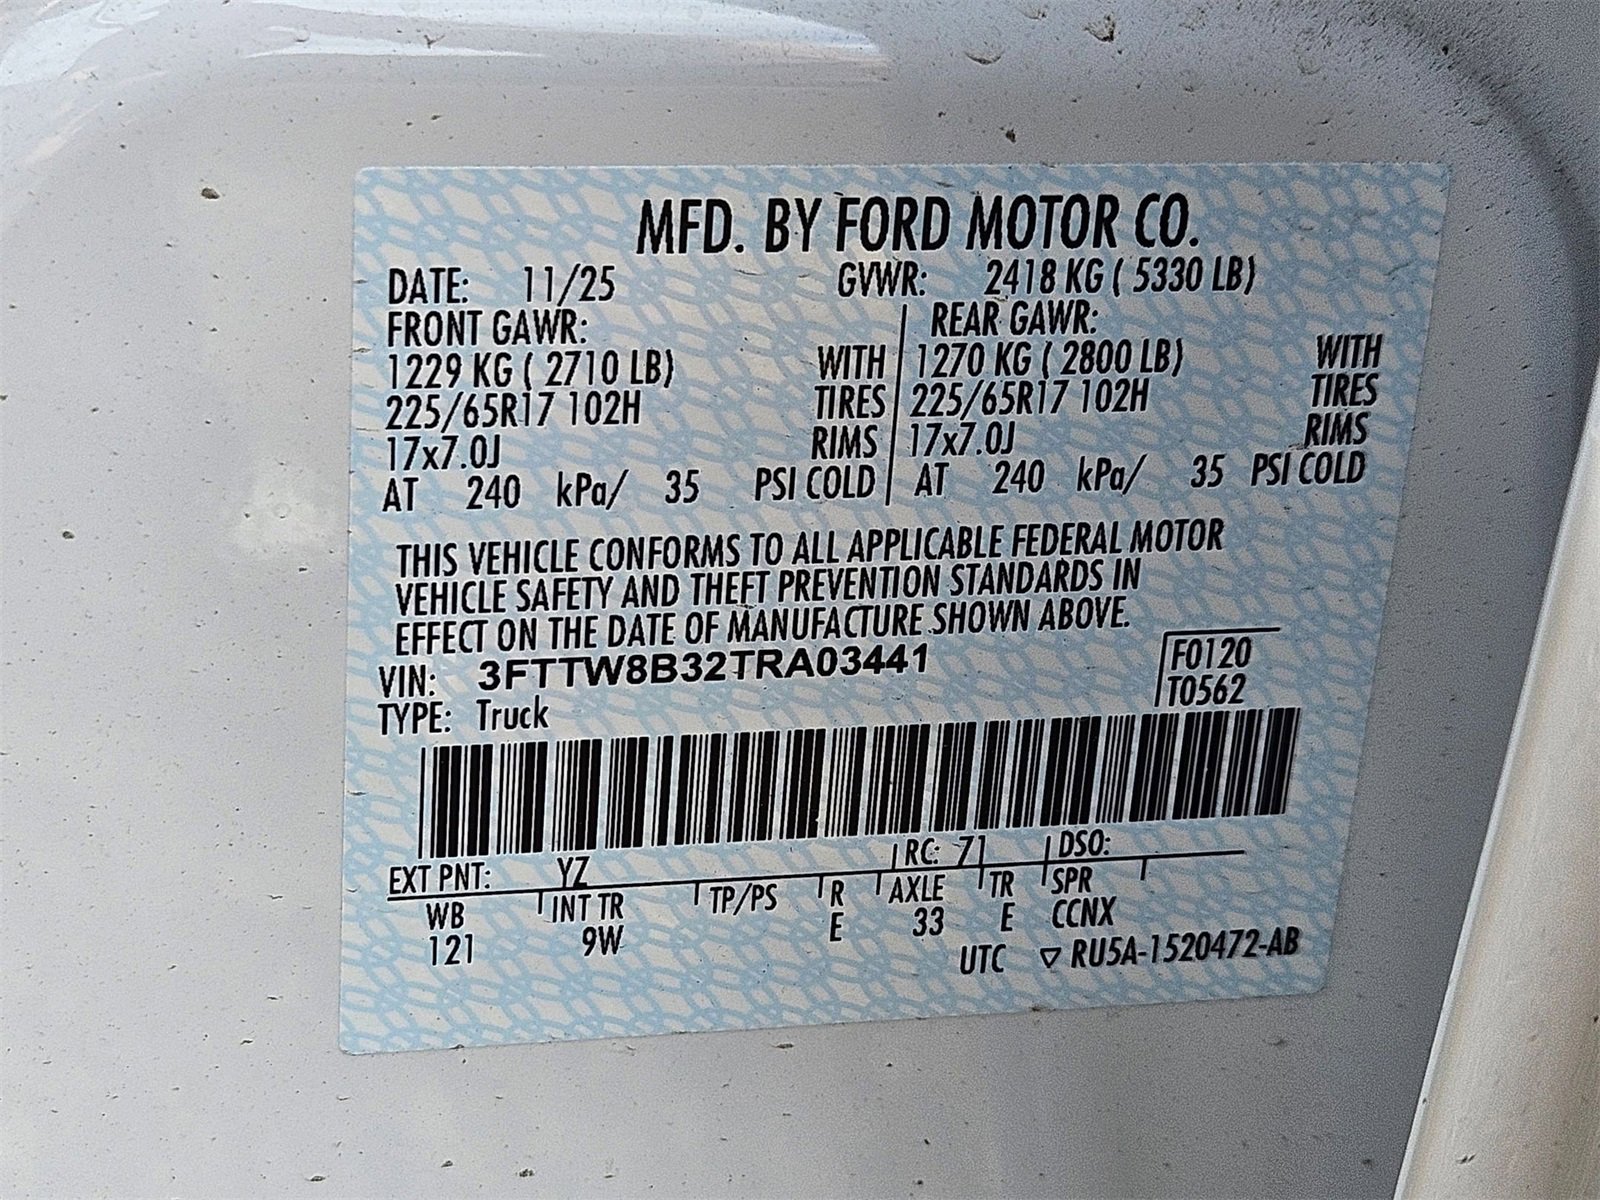 MFD. BY FORD MOTOR CO.
DATE: 11/25 GVWR: 2418 KG ( 5330 LB)
FRONT GAWR: REAR GAWR:
1229 KG ( 2710 LB) WITH 1270 KG ( 2800 LB) WITH
225/65R17 102H TIRES 225/65R17 102H TIRES
17x7.0J RIMS 17x7.0J RIMS
AT 240 kPa/ 35 PSI COLD AT 240 kPa/ 35 PSI COLD
THIS VEHICLE CONFORMS TO ALL APPLICABLE FEDERAL MOTOR
VEHICLE SAFETY AND THEFT PREVENTION STANDARDS IN
EFFECT ON THE DATE OF MANUFACTURE SHOWN ABOVE.
VIN: 3FTTW8B32TRA03441 F0120
TYPE: Truck T0562
EXT PNT: YZ RC: 71 DSO:
WB INT TR TP/PS R AXLE TR SPR
121 9W E 33 E CCNX
UTC ▽ RU5A-1520472-AB